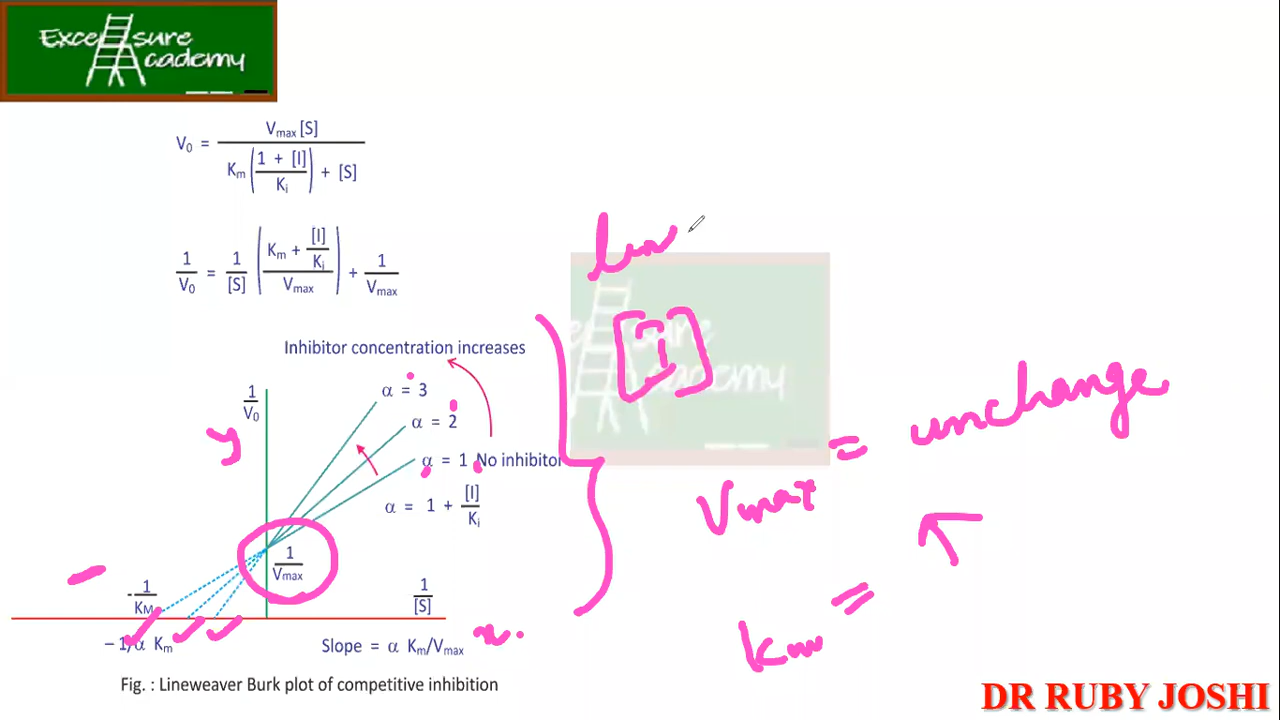 Excel sure
Academy
V₀ = Vmax [S] / Km (1 + [I] / Ki) + [S]
1/V₀ = 1/[S] (Km + [I]/Ki / Vmax) + 1/Vmax
[I]
Inhibitor concentration increases
1/V₀
α = 3
α = 2
y
α = 1 No inhibitor
Vmax = unchange
α = 1 + [I]/Ki
1/Vmax
-1/KM
1/[S]
Km =
– 1/α Km
Slope = α Km/Vmax
x.
Fig. : Lineweaver Burk plot of competitive inhibition
DR RUBY JOSHI
sure
cademy